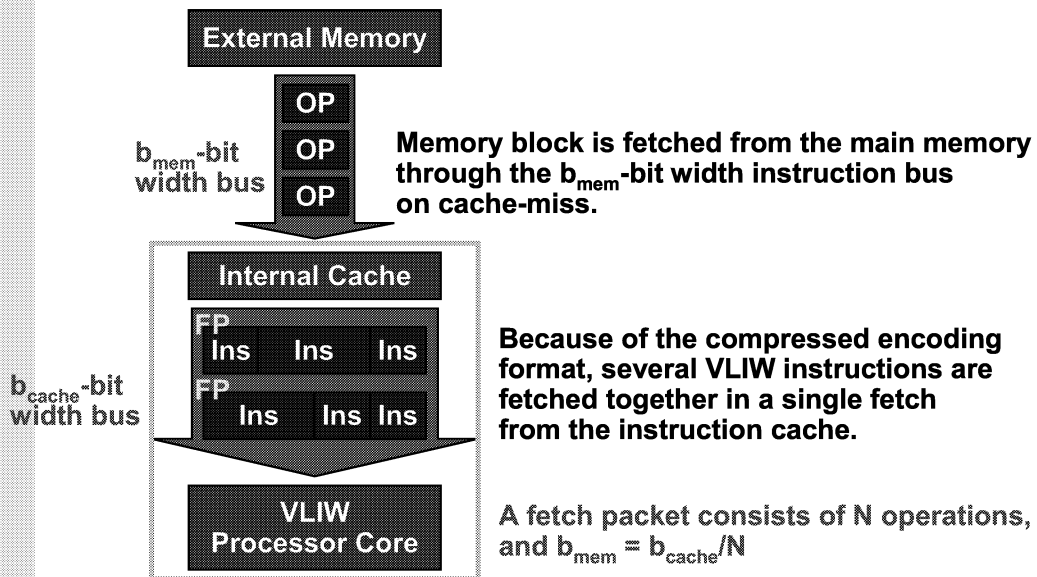 External Memory
OP
OP
OP
b_mem-bit
width bus
Memory block is fetched from the main memory
through the b_mem-bit width instruction bus
on cache-miss.
Internal Cache
FP
Ins Ins Ins
FP
Ins Ins Ins
b_cache-bit
width bus
Because of the compressed encoding
format, several VLIW instructions are
fetched together in a single fetch
from the instruction cache.
VLIW
Processor Core
A fetch packet consists of N operations,
and b_mem = b_cache/N